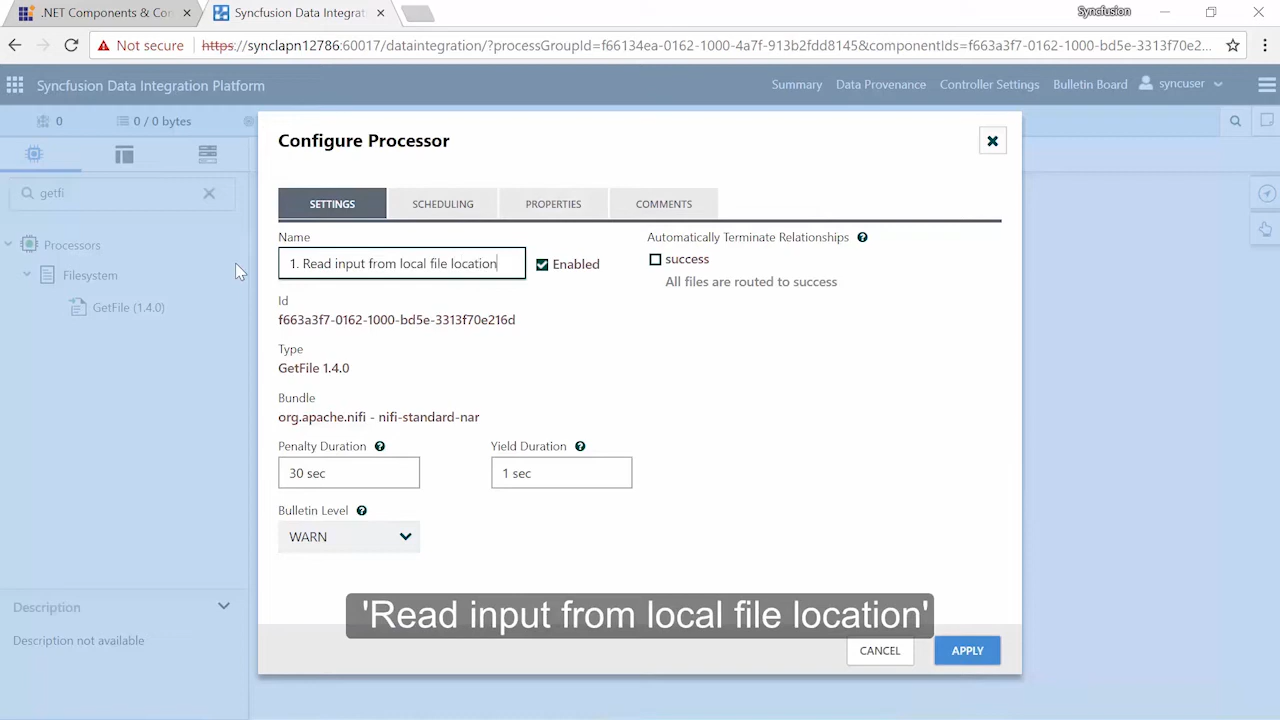 .NET Components & Con
Syncfusion Data Integrat
Syncfusion
Not secure
https://synclapn12786:60017/dataintegration/?processGroupId=f66134ea-0162-1000-4a7f-913b2fdd8145&componentIds=f663a3f7-0162-1000-bd5e-3313f70e2...
Syncfusion Data Integration Platform
Summary
Data Provenance
Controller Settings
Bulletin Board
syncuser
0
0 / 0 bytes
getfi
Processors
Filesystem
GetFile (1.4.0)
Description
Description not available
Configure Processor
SETTINGS
SCHEDULING
PROPERTIES
COMMENTS
Name
1. Read input from local file location
Enabled
Automatically Terminate Relationships
success
All files are routed to success
Id
f663a3f7-0162-1000-bd5e-3313f70e216d
Type
GetFile 1.4.0
Bundle
org.apache.nifi - nifi-standard-nar
Penalty Duration
Yield Duration
30 sec
1 sec
Bulletin Level
WARN
'Read input from local file location'
CANCEL
APPLY